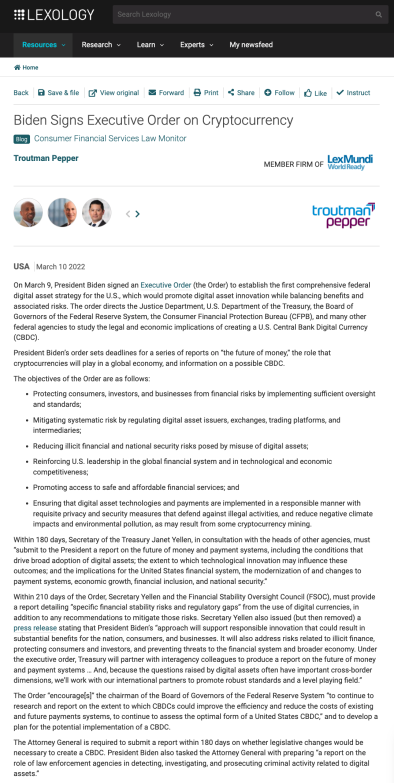 LEXOLOGY
Search Lexology
Resources
Research
Learn
Experts
My newsfeed
Home
Back
Save & file
View original
Forward
Print
Share
Follow
Like
Instruct
Biden Signs Executive Order on Cryptocurrency
Blog Consumer Financial Services Law Monitor
Troutman Pepper
MEMBER FIRM OF LexMundi
World Ready
troutman
pepper
USA March 10 2022
On March 9, President Biden signed an Executive Order (the Order) to establish the first comprehensive federal
digital asset strategy for the U.S., which would promote digital asset innovation while balancing benefits and
associated risks. The order directs the Justice Department, U.S. Department of the Treasury, the Board of
Governors of the Federal Reserve System, the Consumer Financial Protection Bureau (CFPB), and many other
federal agencies to study the legal and economic implications of creating a U.S. Central Bank Digital Currency
(CBDC).
President Biden's order sets deadlines for a series of reports on "the future of money," the role that
cryptocurrencies will play in a global economy, and information on a possible CBDC.
The objectives of the Order are as follows:
• Protecting consumers, investors, and businesses from financial risks by implementing sufficient oversight
and standards;
• Mitigating systematic risk by regulating digital asset issuers, exchanges, trading platforms, and
intermediaries;
• Reducing illicit financial and national security risks posed by misuse of digital assets;
• Reinforcing U.S. leadership in the global financial system and in technological and economic
competitiveness;
• Promoting access to safe and affordable financial services; and
• Ensuring that digital asset technologies and payments are implemented in a responsible manner with
requisite privacy and security measures that defend against illegal activities, and reduce negative climate
impacts and environmental pollution, as may result from some cryptocurrency mining.
Within 180 days, Secretary of the Treasury Janet Yellen, in consultation with the heads of other agencies, must
"submit to the President a report on the future of money and payment systems, including the conditions that
drive broad adoption of digital assets; the extent to which technological innovation may influence these
outcomes; and the implications for the United States financial system, the modernization of and changes to
payment systems, economic growth, financial inclusion, and national security."
Within 210 days of the Order, Secretary Yellen and the Financial Stability Oversight Council (FSOC), must provide
a report detailing "specific financial stability risks and regulatory gaps" from the use of digital currencies, in
addition to any recommendations to mitigate those risks. Secretary Yellen also issued (but then removed) a
press release stating that President Biden's "approach will support responsible innovation that could result in
substantial benefits for the nation, consumers, and businesses. It will also address risks related to illicit finance,
protecting consumers and investors, and preventing threats to the financial system and broader economy. Under
the executive order, Treasury will partner with interagency colleagues to produce a report on the future of money
and payment systems ... And, because the questions raised by digital assets often have important cross-border
dimensions, we'll work with our international partners to promote robust standards and a level playing field."
The Order "encourage[s]" the chairman of the Board of Governors of the Federal Reserve System "to continue to
research and report on the extent to which CBDCs could improve the efficiency and reduce the costs of existing
and future payments systems, to continue to assess the optimal form of a United States CBDC," and to develop a
plan for the potential implementation of a CBDC.
The Attorney General is required to submit a report within 180 days on whether legislative changes would be
necessary to create a CBDC. President Biden also tasked the Attorney General with preparing "a report on the
role of law enforcement agencies in detecting, investigating, and prosecuting criminal activity related to digital
assets."